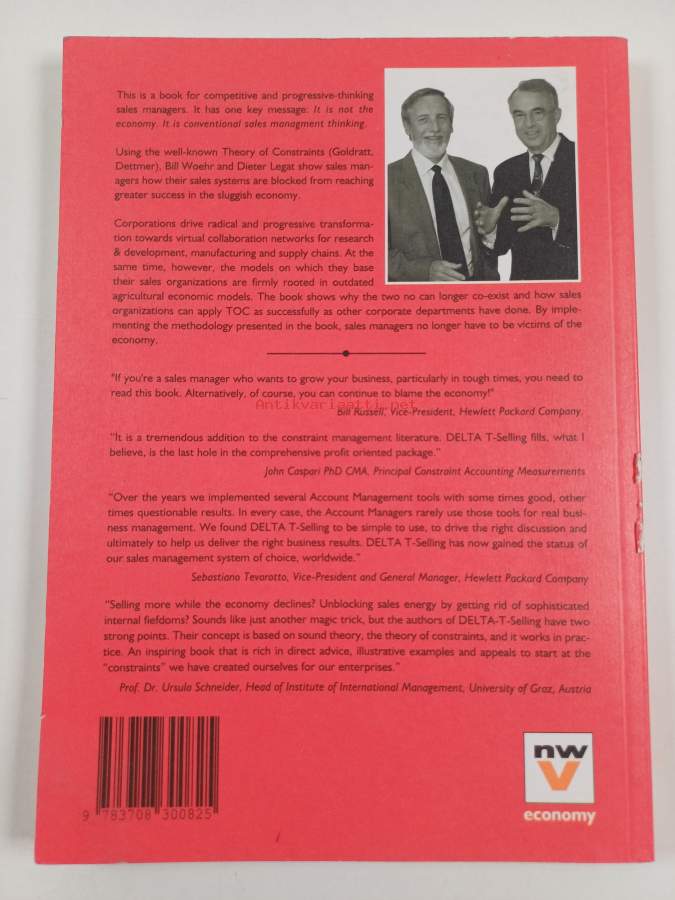 This is a book for competitive and progressive-thinking
sales managers. It has one key message: It is not the
economy. It is conventional sales managment thinking.
Using the well-known Theory of Constraints (Goldratt,
Dettmer), Bill Woehr and Dieter Legat show sales man-
agers how their sales systems are blocked from reaching
greater success in the sluggish economy.
Corporations drive radical and progressive transforma-
tion towards virtual collaboration networks for research
& development, manufacturing and supply chains. At the
same time, however, the models on which they base
their sales organizations are firmly rooted in outdated
agricultural economic models. The book shows why the two no can longer co-exist and how sales
organizations can apply TOC as successfully as other corporate departments have done. By imple-
menting the methodology presented in the book, sales managers no longer have to be victims of the
economy.
"If you're a sales manager who wants to grow your business, particularly in tough times, you need to
read this book. Alternatively, of course, you can continue to blame the economy!"
Antikvariaatti.net
Bill Russell, Vice-President, Hewlett Packard Company,
"It is a tremendous addition to the constraint management literature. DELTA T-Selling fills, what I
believe, is the last hole in the comprehensive profit oriented package."
John Caspari PhD CMA, Principal Constraint Accounting Measurements
"Over the years we implemented several Account Management tools with some times good, other
times questionable results. In every case, the Account Managers rarely use those tools for real busi-
ness management. We found DELTA T-Selling to be simple to use, to drive the right discussion and
ultimately to help us deliver the right business results. DELTA T-Selling has now gained the status of
our sales management system of choice, worldwide."
Sebastiano Tevarotto, Vice-President and General Manager, Hewlett Packard Company
"Selling more while the economy declines? Unblocking sales energy by getting rid of sophisticated
internal fiefdoms? Sounds like just another magic trick, but the authors of DELTA-T-Selling have two
strong points. Their concept is based on sound theory, the theory of constraints, and it works in prac-
tice. An inspiring book that is rich in direct advice, illustrative examples and appeals to start at the
"constraints" we have created ourselves for our enterprises."
Prof. Dr. Ursula Schneider, Head of Institute of International Management, University of Graz, Austria
9 783708 300825
nw
V
economy